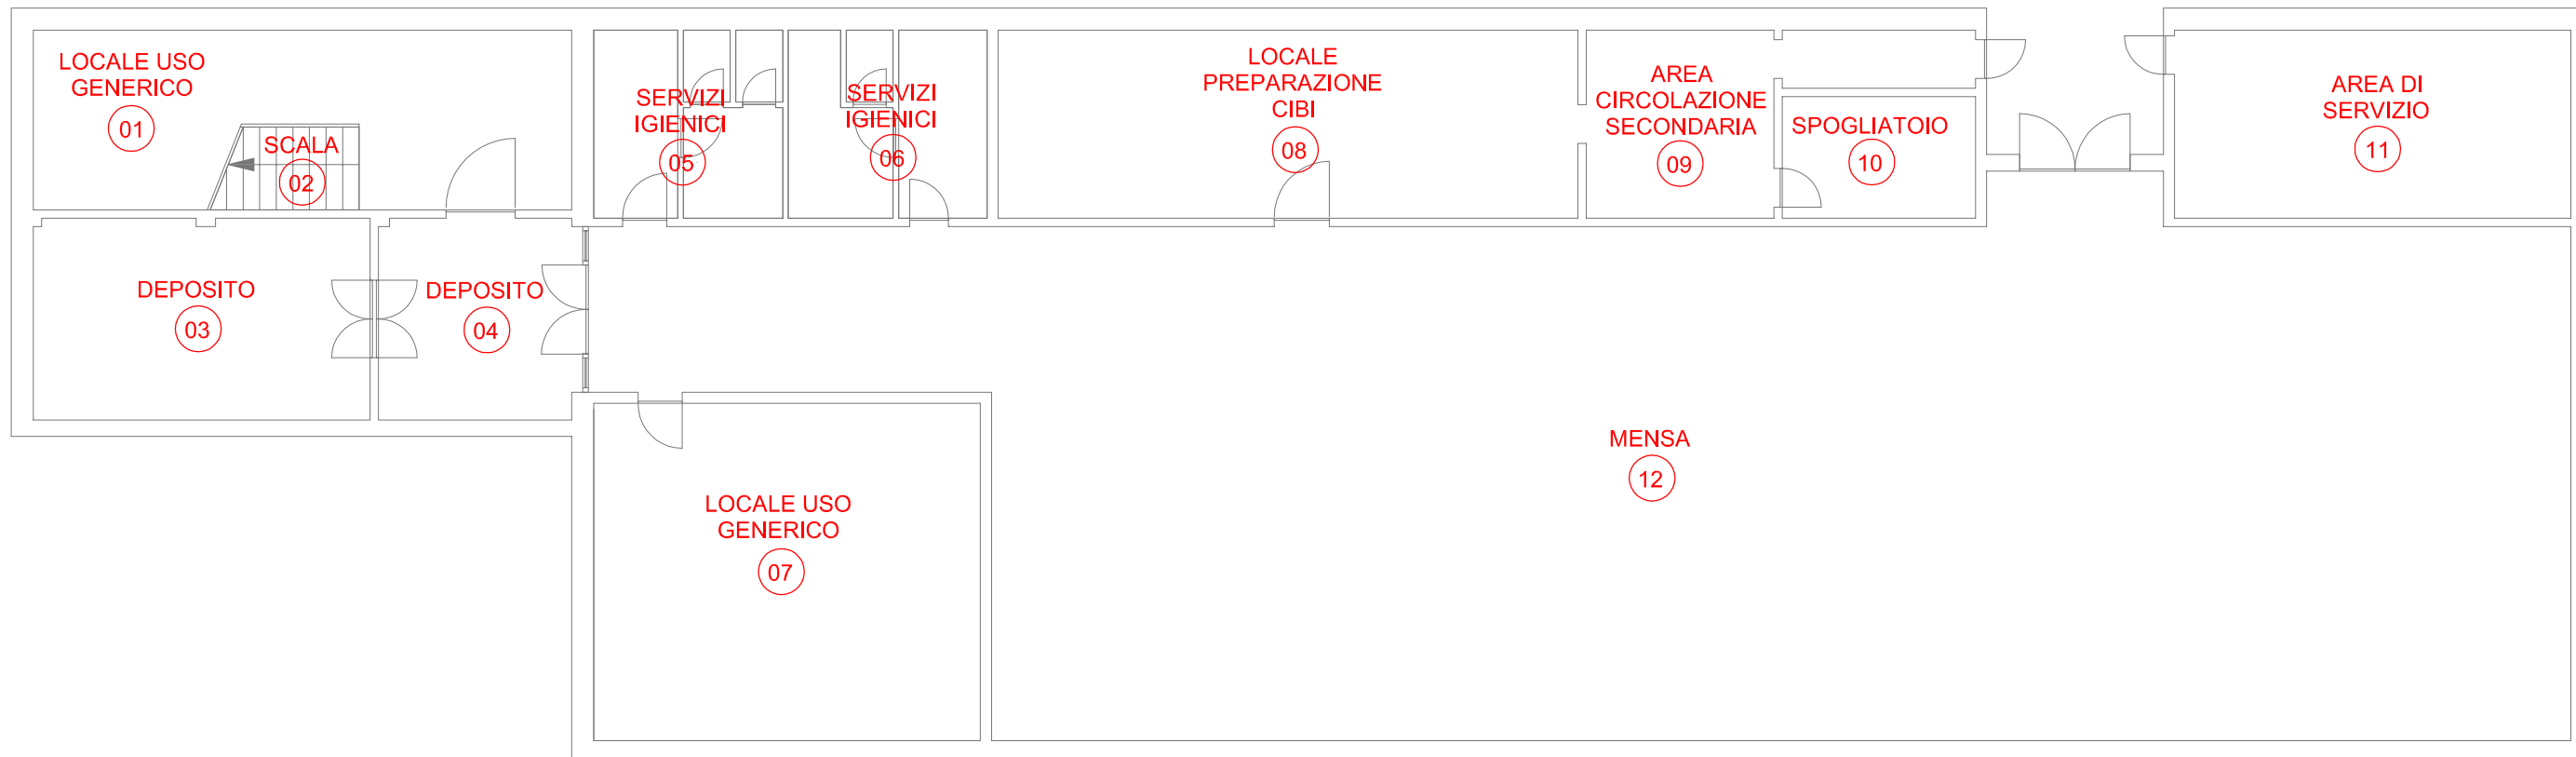 LOCALE USO
GENERICO
01
SCALA
02
DEPOSITO
03
DEPOSITO
04
SERVIZI
IGIENICI
05
SERVIZI
IGIENICI
06
LOCALE USO
GENERICO
07
LOCALE
PREPARAZIONE
CIBI
08
AREA
CIRCOLAZIONE
SECONDARIA
09
SPOGLIATOIO
10
AREA DI
SERVIZIO
11
MENSA
12